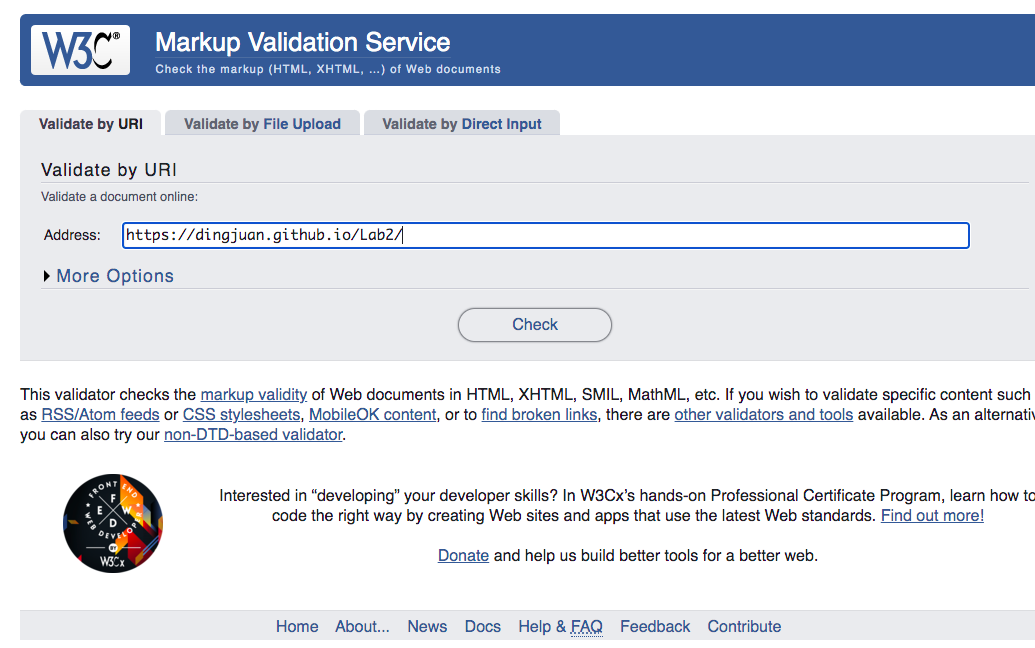 W3C®
Markup Validation Service
Check the markup (HTML, XHTML, …) of Web documents
Validate by URI
Validate by File Upload
Validate by Direct Input
Validate by URI
Validate a document online:
Address:
https://dingjuan.github.io/Lab2/
More Options
Check
This validator checks the markup validity of Web documents in HTML, XHTML, SMIL, MathML, etc. If you wish to validate specific content such
as RSS/Atom feeds or CSS stylesheets, MobileOK content, or to find broken links, there are other validators and tools available. As an alternativ
you can also try our non-DTD-based validator.
FRONT END
F E W D
WEB DEVELOP
BY
W3Cx
Interested in “developing” your developer skills? In W3Cx’s hands-on Professional Certificate Program, learn how to
code the right way by creating Web sites and apps that use the latest Web standards. Find out more!
Donate and help us build better tools for a better web.
Home About... News Docs Help & FAQ Feedback Contribute